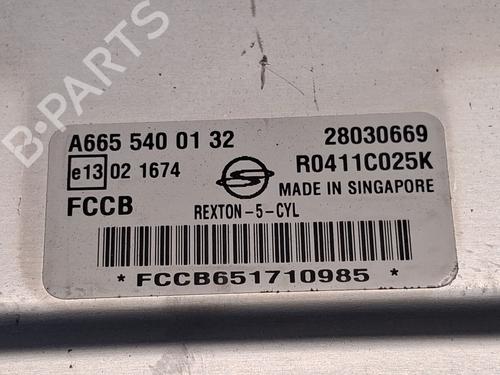 B-PARTS
A665 540 01 32 28030669
e13 02 1674 R0411C025K
MADE IN SINGAPORE
FCCB REXTON-5-CYL
* FCCB651710985 *